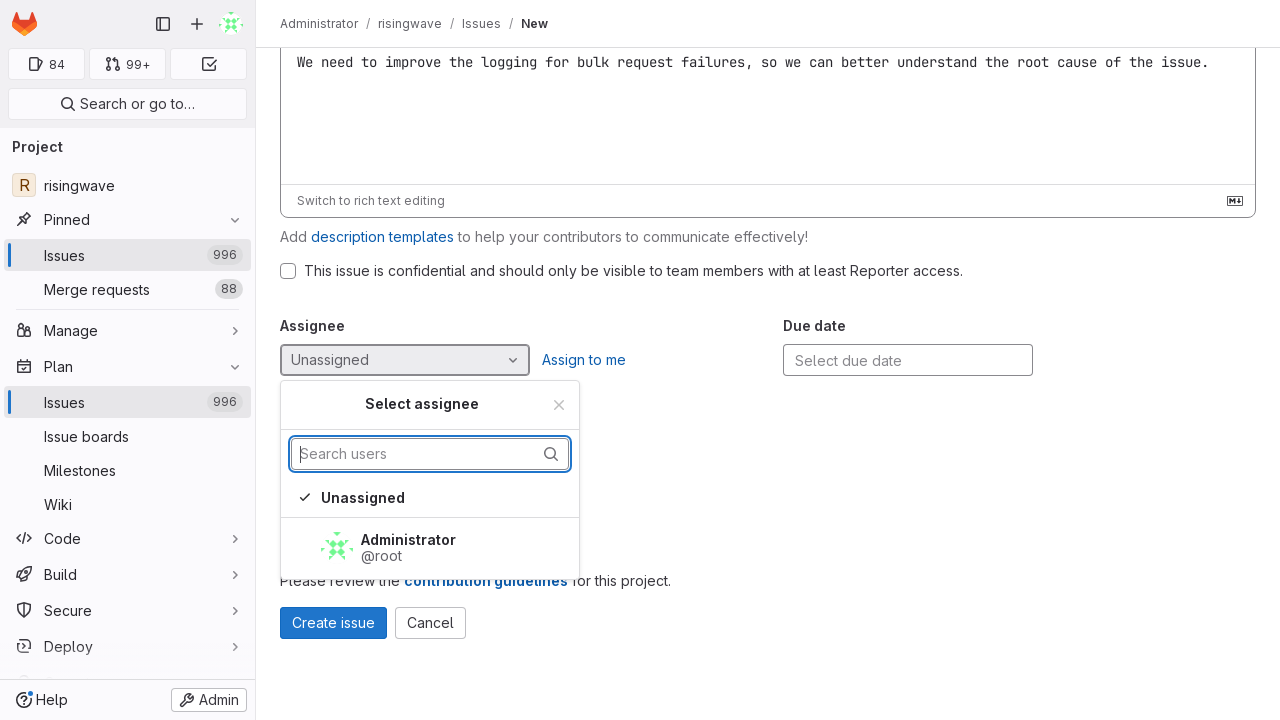 Administrator / risingwave / Issues / New
84
99+
Search or go to…
Project
R risingwave
Pinned
Issues 996
Merge requests 88
Manage
Plan
Issues 996
Issue boards
Milestones
Wiki
Code
Build
Secure
Deploy
Help
Admin
We need to improve the logging for bulk request failures, so we can better understand the root cause of the issue.
Switch to rich text editing
Add description templates to help your contributors to communicate effectively!
This issue is confidential and should only be visible to team members with at least Reporter access.
Assignee
Unassigned
Assign to me
Due date
Select due date
Select assignee
Search users
Unassigned
Administrator
@root
Please review the contribution guidelines for this project.
Create issue
Cancel